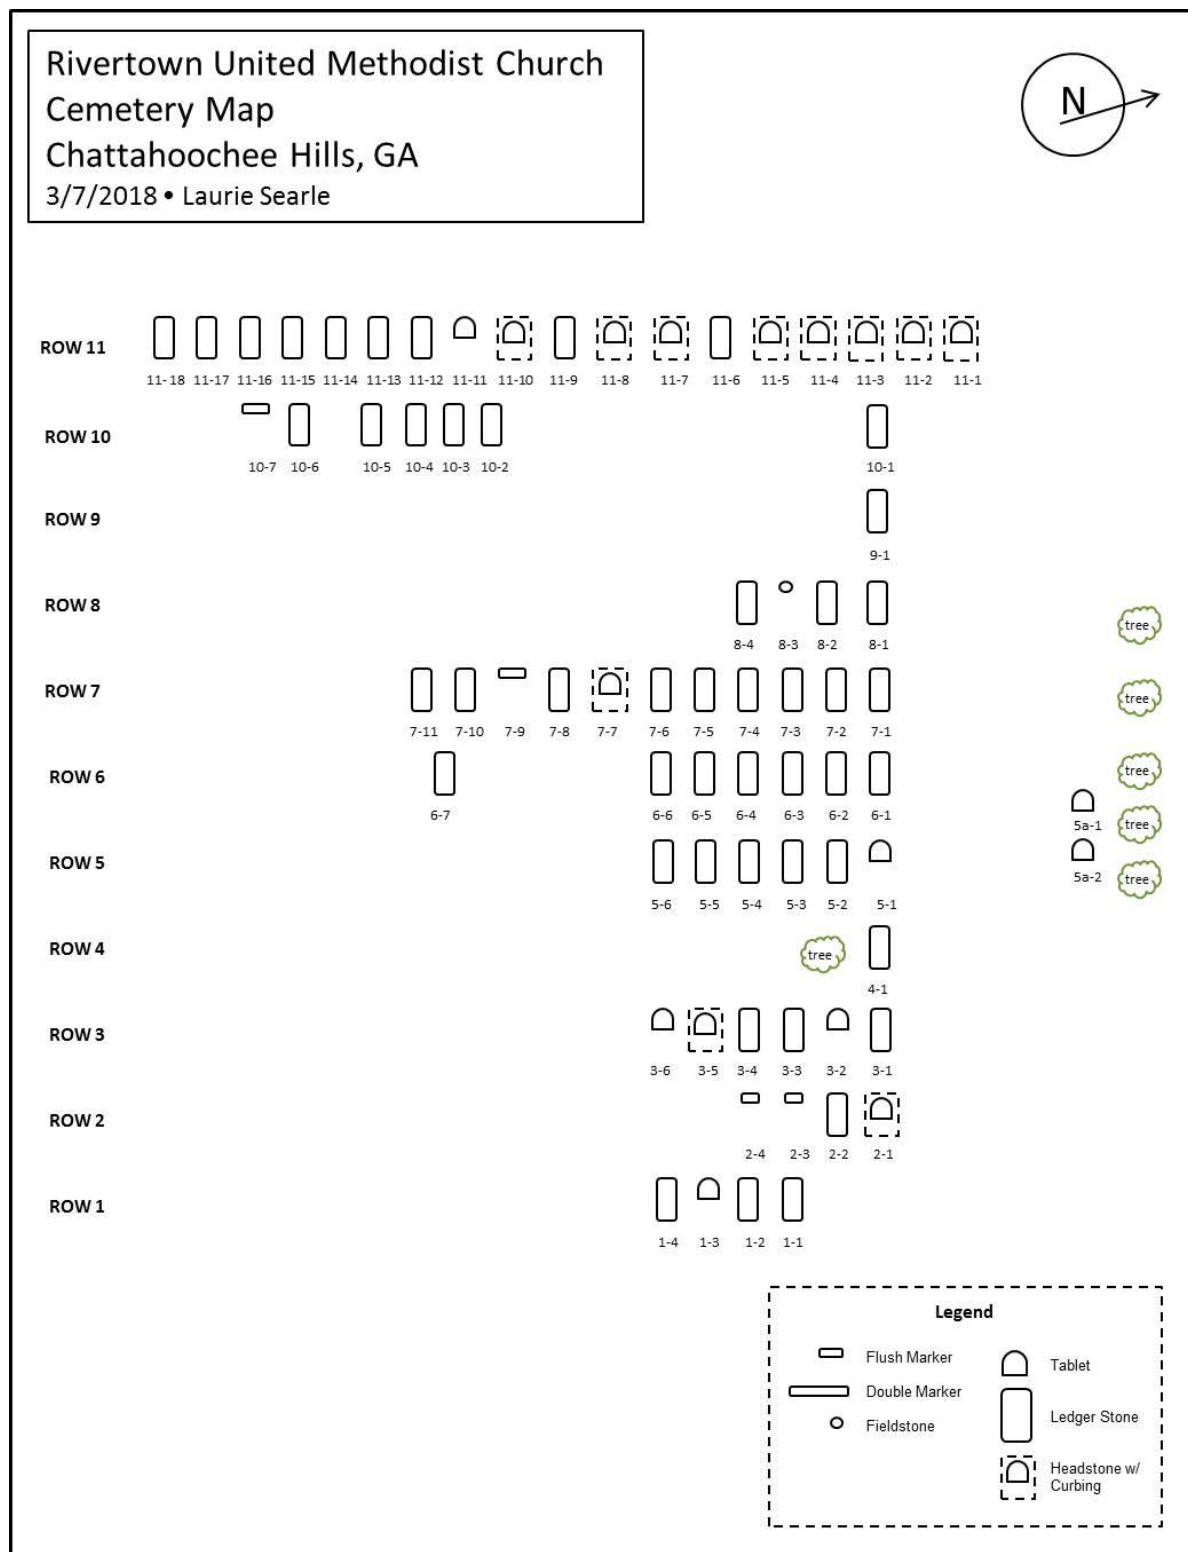 Rivertown United Methodist Church
Cemetery Map
Chattahoochee Hills, GA
3/7/2018 • Laurie Searle
N
ROW 11
11-18 11-17 11-16 11-15 11-14 11-13 11-12 11-11 11-10 11-9 11-8 11-7 11-6 11-5 11-4 11-3 11-2 11-1
ROW 10
10-7 10-6 10-5 10-4 10-3 10-2 10-1
ROW 9
9-1
ROW 8
tree
8-4 8-3 8-2 8-1
ROW 7
tree
7-11 7-10 7-9 7-8 7-7 7-6 7-5 7-4 7-3 7-2 7-1
ROW 6
tree
6-7 6-6 6-5 6-4 6-3 6-2 6-1
5a-1 tree
ROW 5
5a-2 tree
5-6 5-5 5-4 5-3 5-2 5-1
ROW 4
tree
4-1
ROW 3
3-6 3-5 3-4 3-3 3-2 3-1
ROW 2
2-4 2-3 2-2 2-1
ROW 1
1-4 1-3 1-2 1-1
Legend
Flush Marker
Double Marker
Fieldstone
Tablet
Ledger Stone
Headstone w/
Curbing